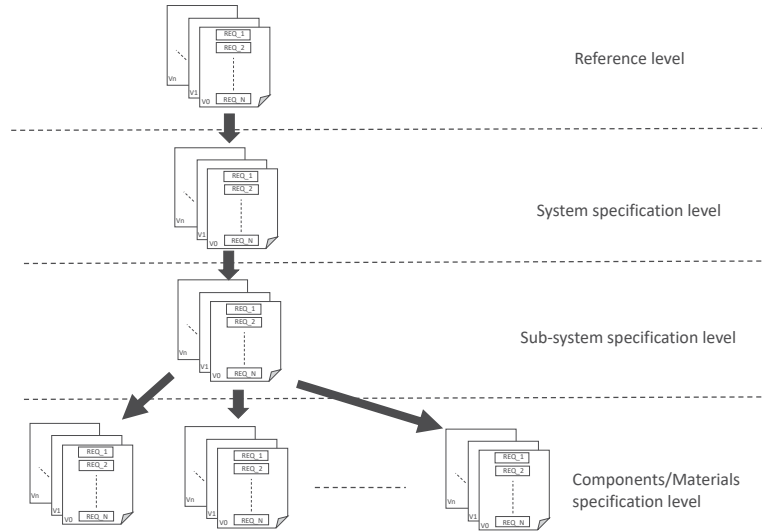 REQ_1
REQ_2
REQ_N
V0
V1
Vn
Reference level
REQ_1
REQ_2
REQ_N
V0
V1
Vn
System specification level
REQ_1
REQ_2
REQ_N
V0
V1
Vn
Sub-system specification level
REQ_1
REQ_2
REQ_N
V0
V1
Vn
REQ_1
REQ_2
REQ_N
V0
V1
Vn
REQ_1
REQ_2
REQ_N
V0
V1
Vn
Components/Materials
specification level